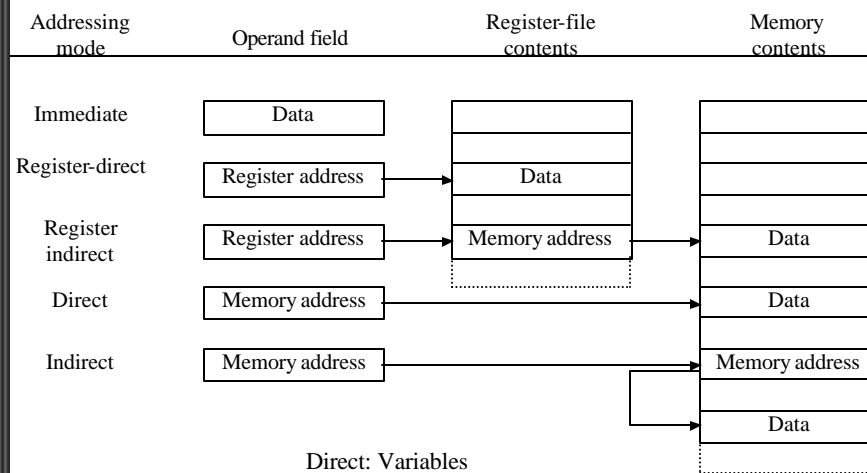 Addressing mode
Operand field
Register-file contents
Memory contents
Immediate
Data
Register-direct
Register address
Data
Register indirect
Register address
Memory address
Data
Direct
Memory address
Data
Indirect
Memory address
Memory address
Data
Direct: Variables